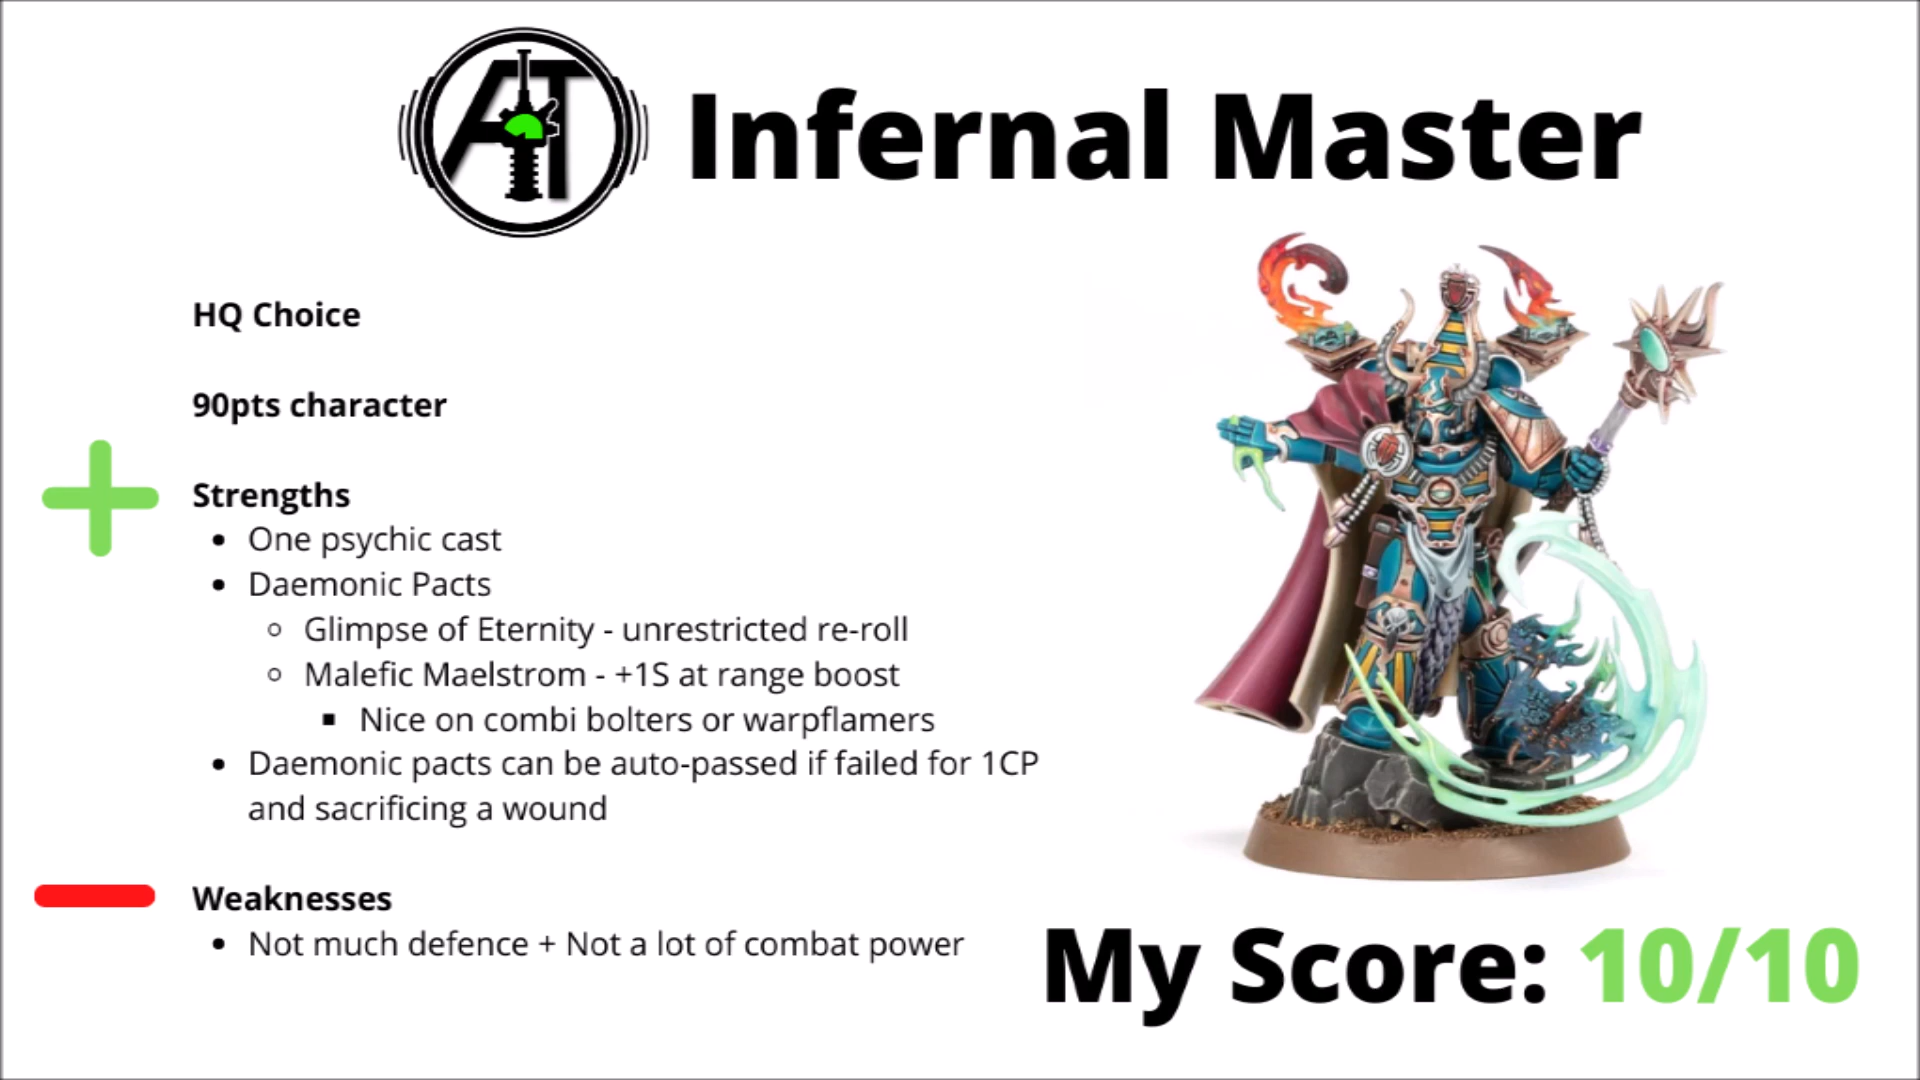 AT
Infernal Master
HQ Choice
90pts character
Strengths
• One psychic cast
• Daemonic Pacts
○ Glimpse of Eternity - unrestricted re-roll
○ Malefic Maelstrom - +1S at range boost
▪ Nice on combi bolters or warpflamers
• Daemonic pacts can be auto-passed if failed for 1CP
and sacrificing a wound
Weaknesses
• Not much defence + Not a lot of combat power
My Score: 10/10